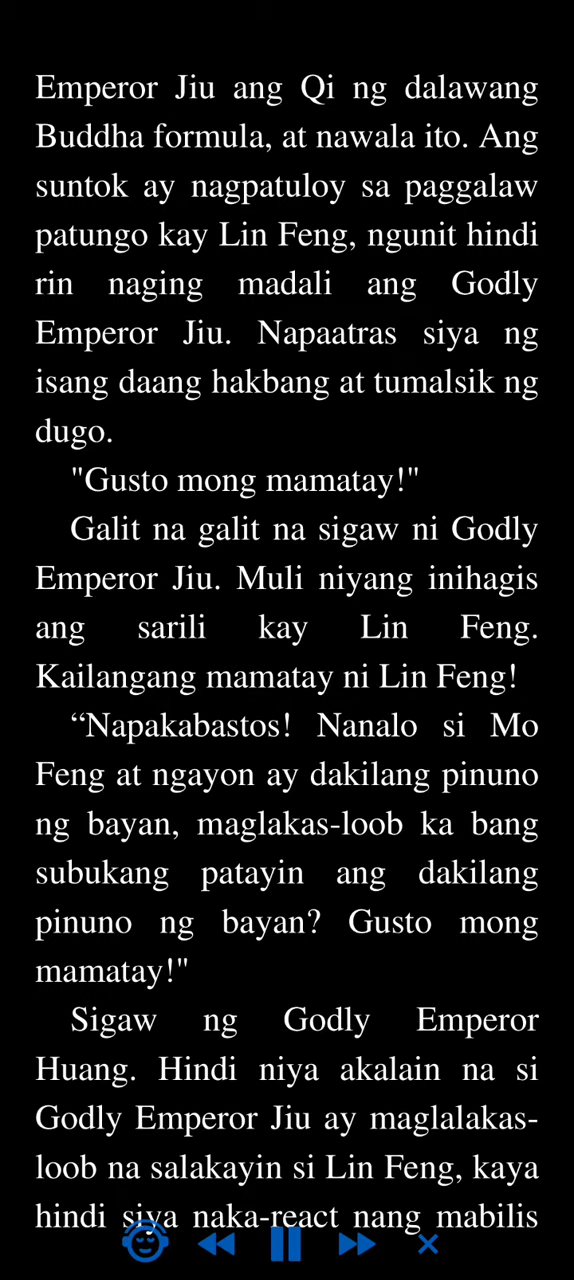 Emperor Jiu ang Qi ng dalawang
Buddha formula, at nawala ito. Ang
suntok ay nagpatuloy sa paggalaw
patungo kay Lin Feng, ngunit hindi
rin naging madali ang Godly
Emperor Jiu. Napaatras siya ng
isang daang hakbang at tumalsik ng
dugo.
"Gusto mong mamatay!"
Galit na galit na sigaw ni Godly
Emperor Jiu. Muli niyang inihagis
ang sarili kay Lin Feng.
Kailangang mamatay ni Lin Feng!
“Napakabastos! Nanalo si Mo
Feng at ngayon ay dakilang pinuno
ng bayan, maglakas-loob ka bang
subukang patayin ang dakilang
pinuno ng bayan? Gusto mong
mamatay!"
Sigaw ng Godly Emperor
Huang. Hindi niya akalain na si
Godly Emperor Jiu ay maglalakas-
loob na salakayin si Lin Feng, kaya
hindi siya naka-react nang mabilis